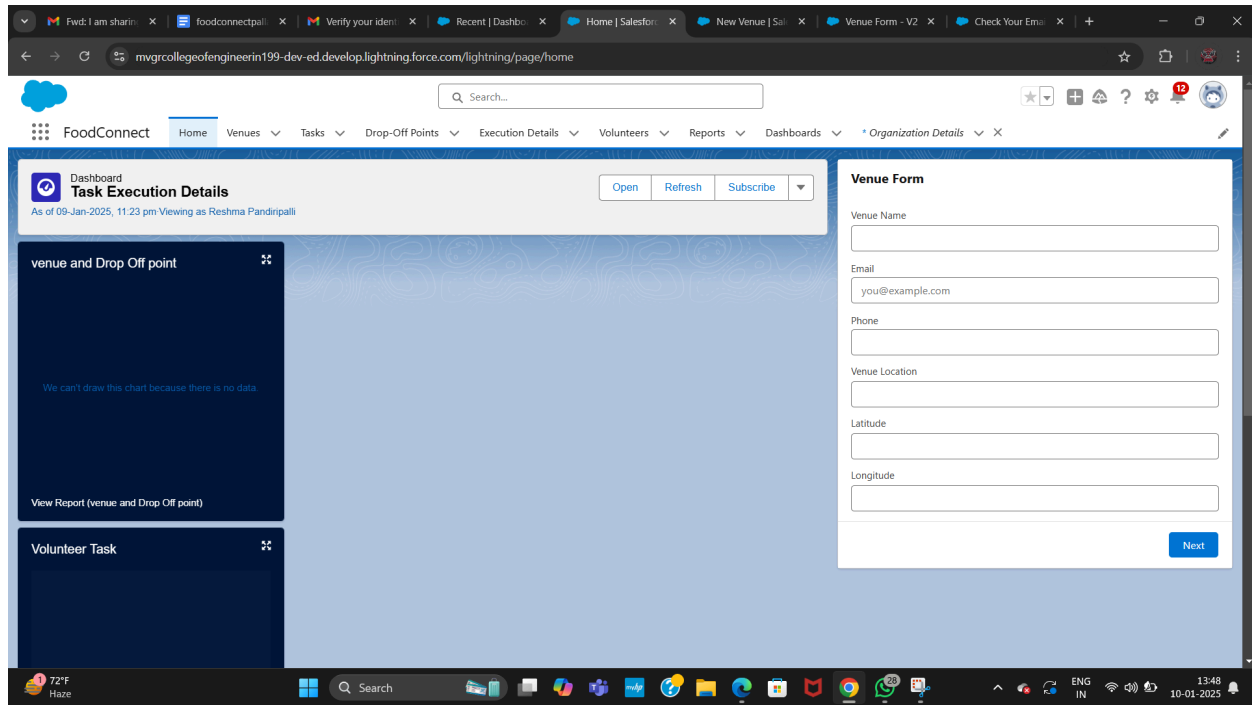 Fwd: I am sharin
foodconnectpall
Verify your ident
Recent | Dashbo
Home | Salesforc
New Venue | Sal
Venue Form - V2
Check Your Ema
mvgrcollegeofengineerin199-dev-ed.develop.lightning.force.com/lightning/page/home
Search...
12
FoodConnect
Home
Venues
Tasks
Drop-Off Points
Execution Details
Volunteers
Reports
Dashboards
* Organization Details
Dashboard
Task Execution Details
As of 09-Jan-2025, 11:23 pm·Viewing as Reshma Pandiripalli
Open
Refresh
Subscribe
venue and Drop Off point
We can't draw this chart because there is no data.
View Report (venue and Drop Off point)
Volunteer Task
Venue Form
Venue Name
Email
you@example.com
Phone
Venue Location
Latitude
Longitude
Next
1
72°F
Haze
Search
28
ENG
IN
13:48
10-01-2025